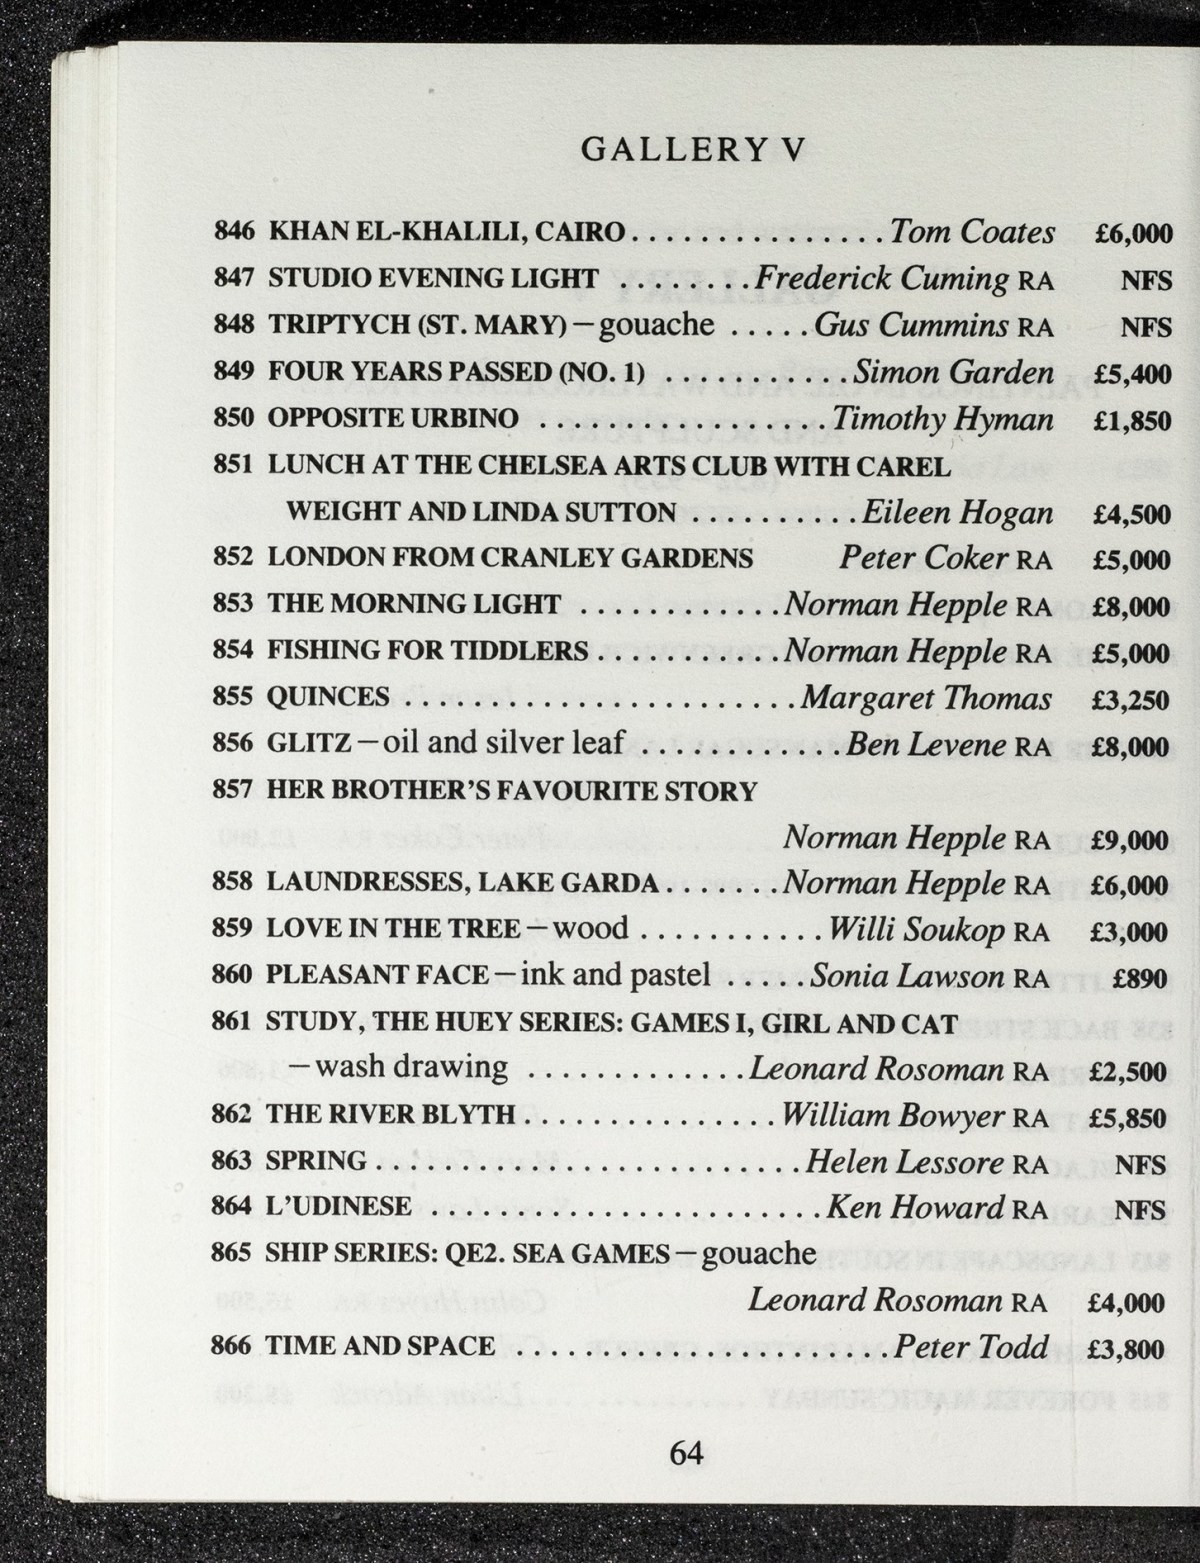 GALLERY V
846 KHAN EL-KHALILI, CAIRO . . . . . . . . . . . . . . . Tom Coates £6,000
847 STUDIO EVENING LIGHT . . . . . . . . Frederick Cuming RA NFS
848 TRIPTYCH (ST. MARY) – gouache . . . . . Gus Cummins RA NFS
849 FOUR YEARS PASSED (NO. 1) . . . . . . . . . . . Simon Garden £5,400
850 OPPOSITE URBINO . . . . . . . . . . . . . . . . Timothy Hyman £1,850
851 LUNCH AT THE CHELSEA ARTS CLUB WITH CAREL
WEIGHT AND LINDA SUTTON . . . . . . . . . . Eileen Hogan £4,500
852 LONDON FROM CRANLEY GARDENS Peter Coker RA £5,000
853 THE MORNING LIGHT . . . . . . . . . . . . Norman Hepple RA £8,000
854 FISHING FOR TIDDLERS . . . . . . . . . . . Norman Hepple RA £5,000
855 QUINCES . . . . . . . . . . . . . . . . . . . . . . . Margaret Thomas £3,250
856 GLITZ – oil and silver leaf . . . . . . . . . . . . Ben Levene RA £8,000
857 HER BROTHER'S FAVOURITE STORY
Norman Hepple RA £9,000
858 LAUNDRESSES, LAKE GARDA . . . . . . . Norman Hepple RA £6,000
859 LOVE IN THE TREE – wood . . . . . . . . . . . Willi Soukop RA £3,000
860 PLEASANT FACE – ink and pastel . . . . . Sonia Lawson RA £890
861 STUDY, THE HUEY SERIES: GAMES I, GIRL AND CAT
– wash drawing . . . . . . . . . . . . Leonard Rosoman RA £2,500
862 THE RIVER BLYTH . . . . . . . . . . . . . . . William Bowyer RA £5,850
863 SPRING . . . . . . . . . . . . . . . . . . . . . . . . . Helen Lessore RA NFS
864 L'UDINESE . . . . . . . . . . . . . . . . . . . . . . . . Ken Howard RA NFS
865 SHIP SERIES: QE2. SEA GAMES – gouache
Leonard Rosoman RA £4,000
866 TIME AND SPACE . . . . . . . . . . . . . . . . . . . . . . Peter Todd £3,800
64